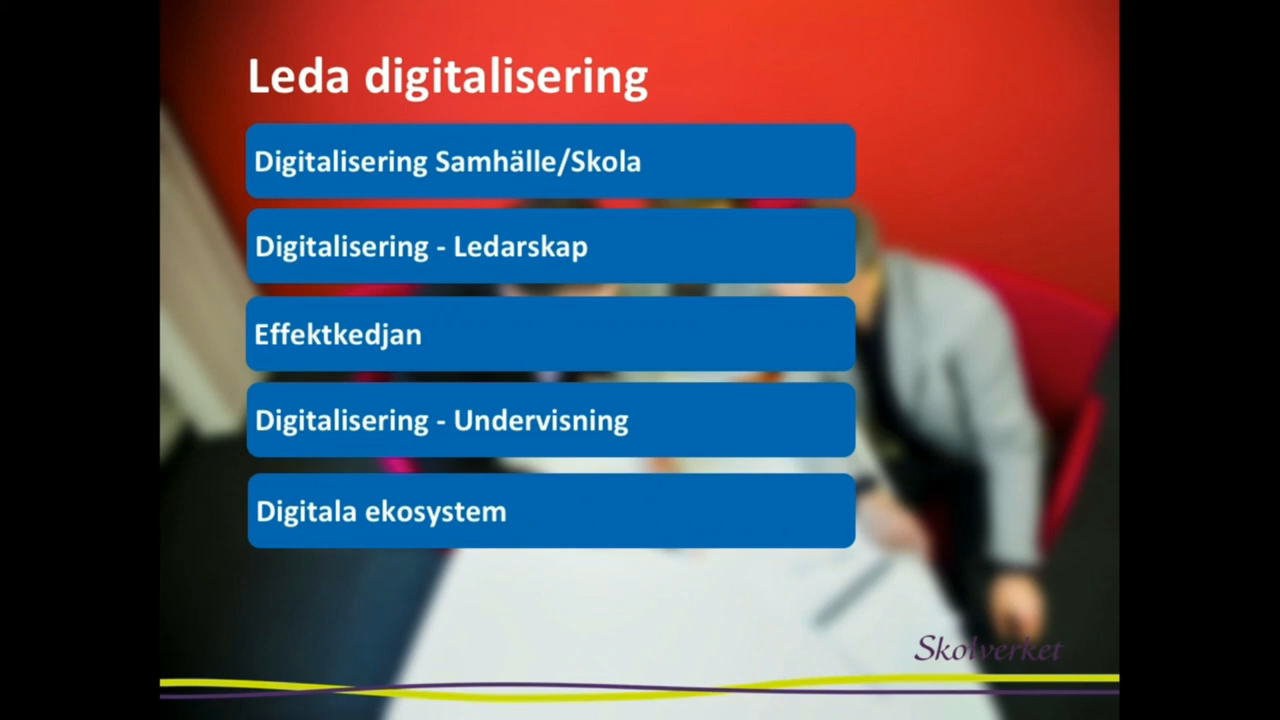 Leda digitalisering
Digitalisering Samhälle/Skola
Digitalisering - Ledarskap
Effektkedjan
Digitalisering - Undervisning
Digitala ekosystem
Skolverket